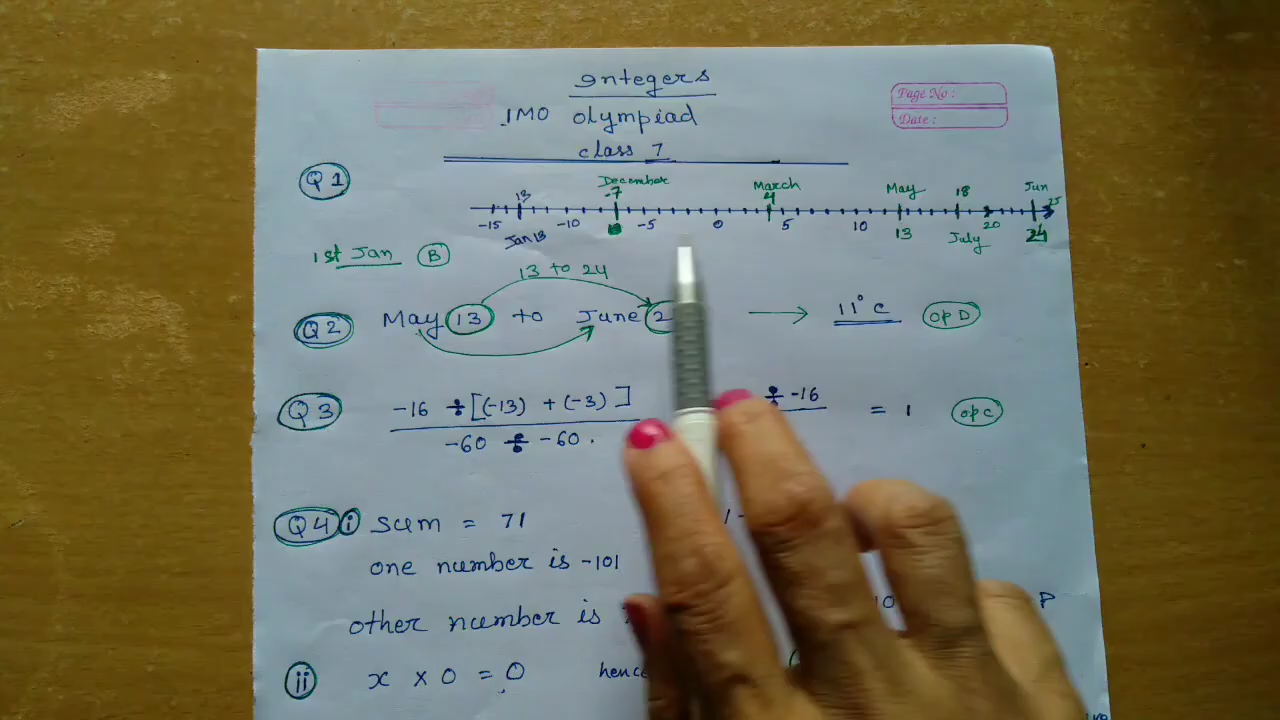 Integers
IMO Olympiad
class 7
Page No :
Date :
Q1
13 December -7 March 4 May 18 Jun 25
-15 -10 -5 0 5 10 13 20 24
Jan 13 July
1st Jan B
13 to 24
Q2 May 13 to June 2 → 11°C op D
Q3 -16 ÷ [(-13) + (-3)] ÷ -16 = 1 op C
-60 ÷ -60.
Q4 i sum = 71
one number is -101
other number is 10 P
ii x × 0 = 0 hence